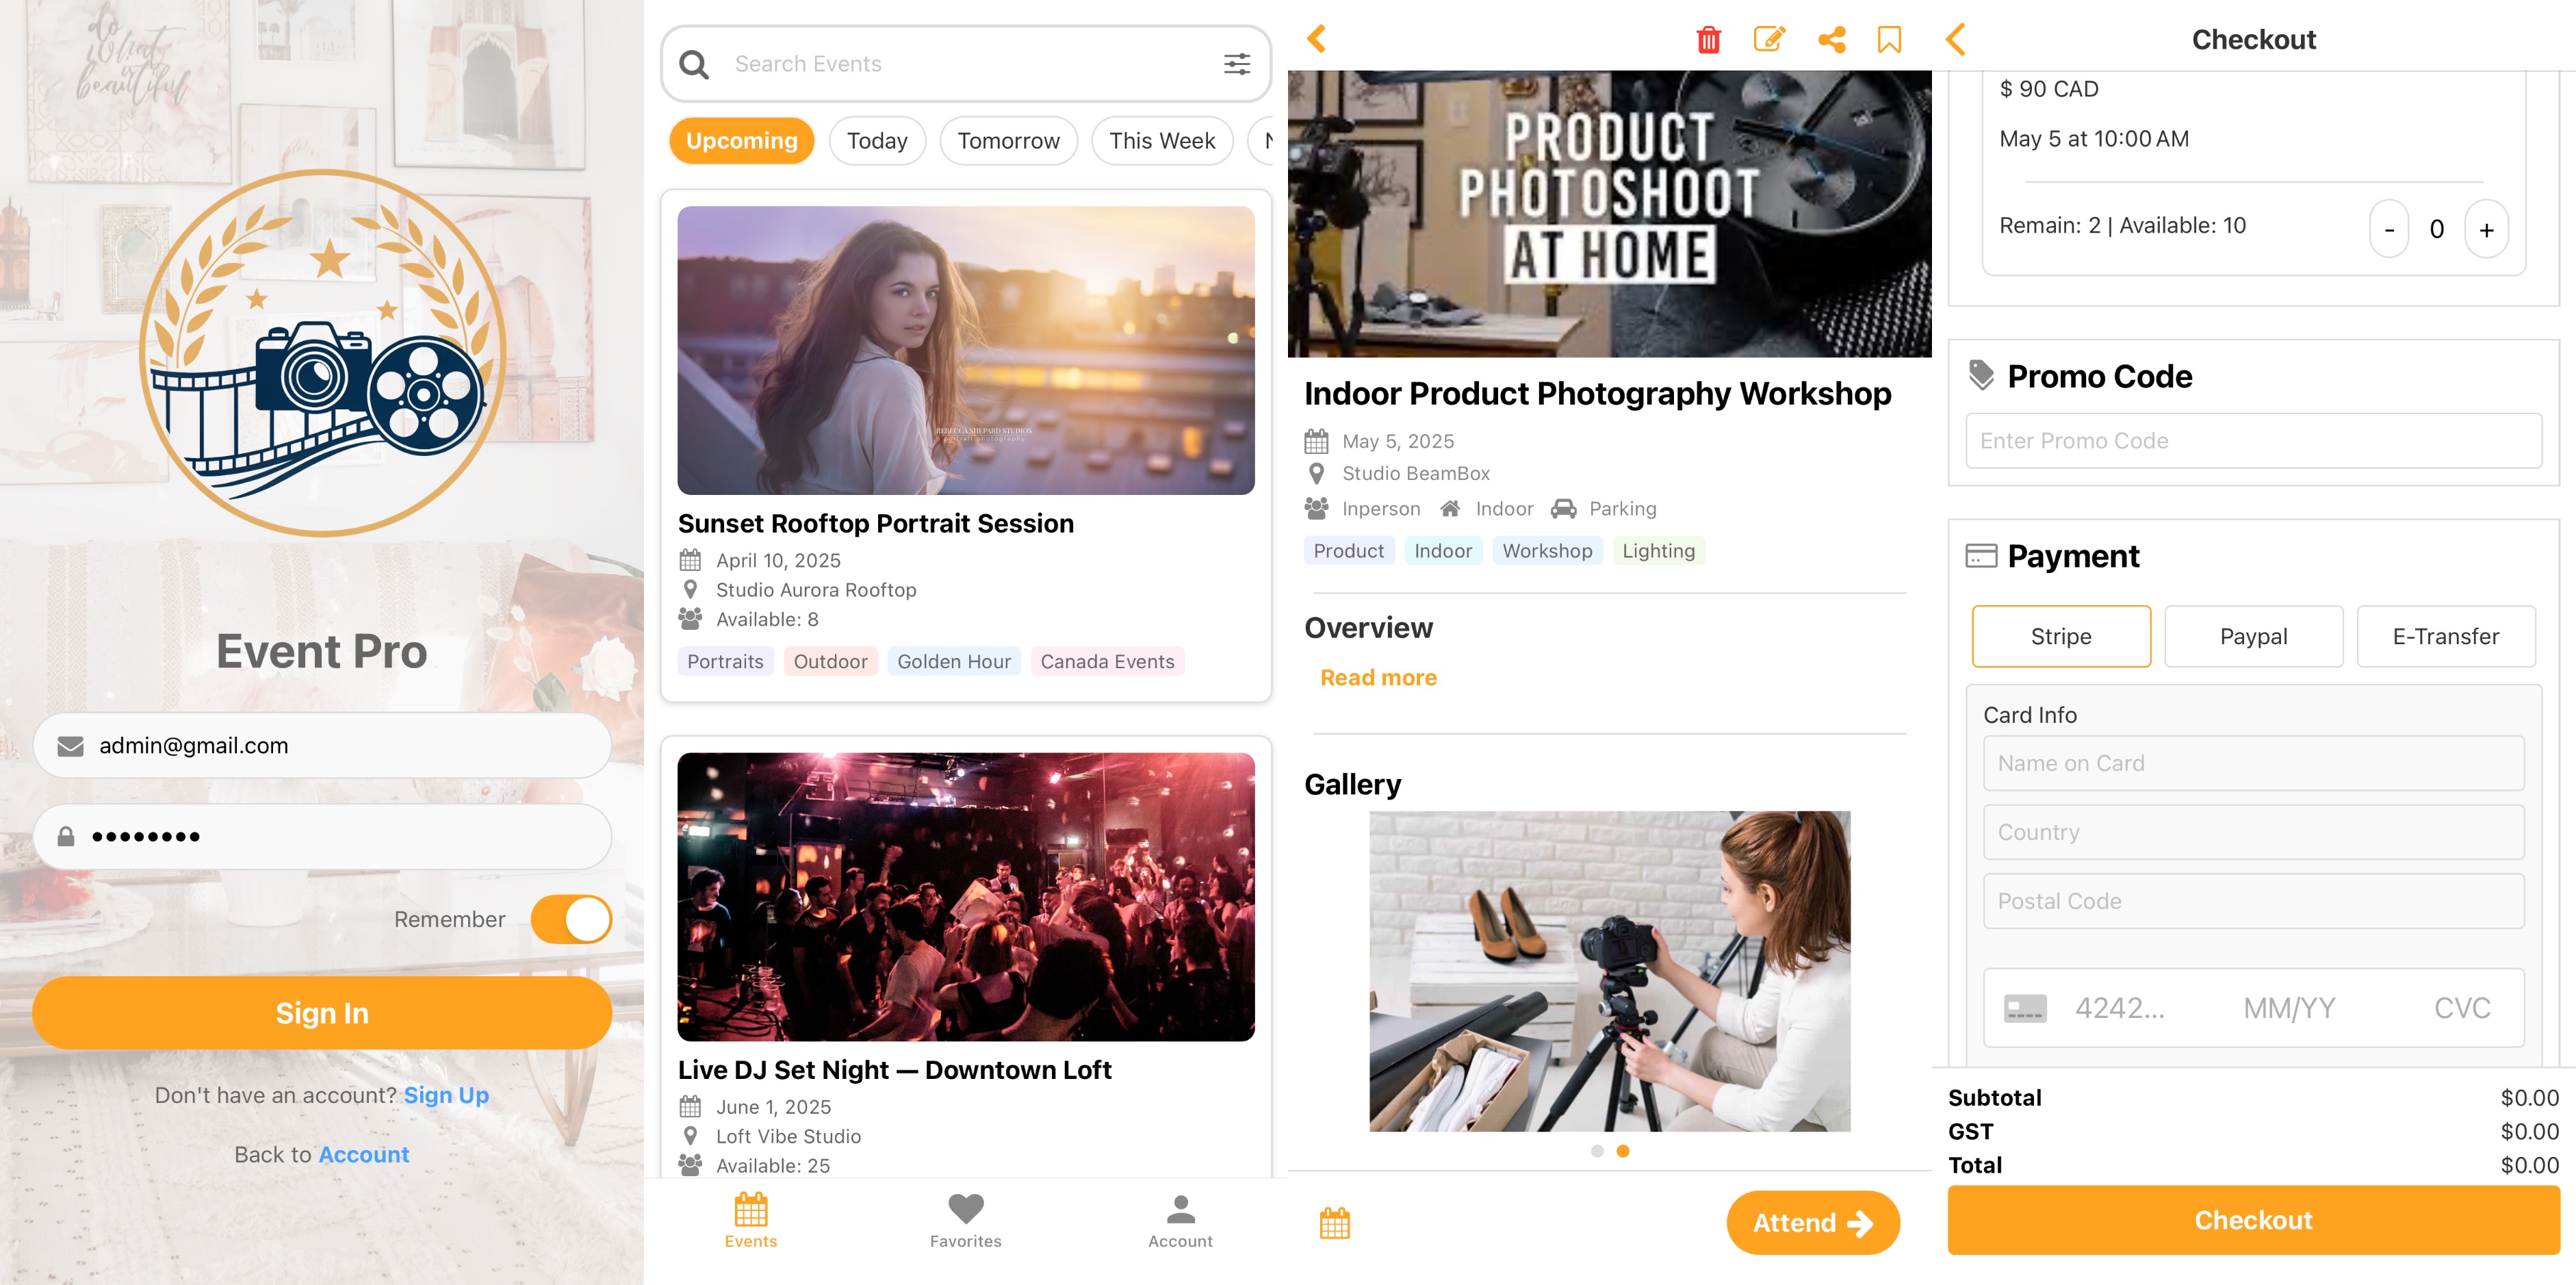 do
what
is
beautiful
Event Pro
admin@gmail.com
Remember
Sign In
Don't have an account? Sign Up
Back to Account
Search Events
Upcoming
Today
Tomorrow
This Week
REBECCA SHEPARD STUDIOS
portrait photography
Sunset Rooftop Portrait Session
April 10, 2025
Studio Aurora Rooftop
Available: 8
Portraits
Outdoor
Golden Hour
Canada Events
Live DJ Set Night — Downtown Loft
June 1, 2025
Loft Vibe Studio
Available: 25
Events
Favorites
Account
PRODUCT
PHOTOSHOOT
AT HOME
Indoor Product Photography Workshop
May 5, 2025
Studio BeamBox
Inperson
Indoor
Parking
Product
Indoor
Workshop
Lighting
Overview
Read more
Gallery
Attend
Checkout
$ 90 CAD
May 5 at 10:00 AM
Remain: 2 | Available: 10
- 0 +
Promo Code
Enter Promo Code
Payment
Stripe
Paypal
E-Transfer
Card Info
Name on Card
Country
Postal Code
4242... MM/YY CVC
Subtotal $0.00
GST $0.00
Total $0.00
Checkout